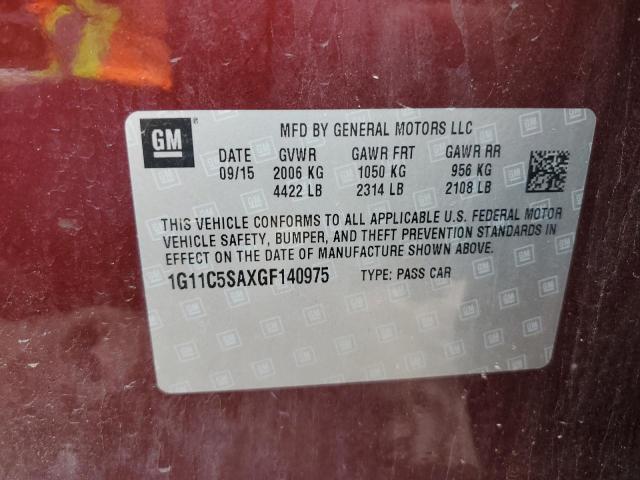 GM ® MFD BY GENERAL MOTORS LLC
DATE GVWR GAWR FRT GAWR RR
09/15 2006 KG 1050 KG 956 KG
4422 LB 2314 LB 2108 LB
THIS VEHICLE CONFORMS TO ALL APPLICABLE U.S. FEDERAL MOTOR
VEHICLE SAFETY, BUMPER, AND THEFT PREVENTION STANDARDS IN
EFFECT ON THE DATE OF MANUFACTURE SHOWN ABOVE.
1G11C5SAXGF140975 TYPE: PASS CAR